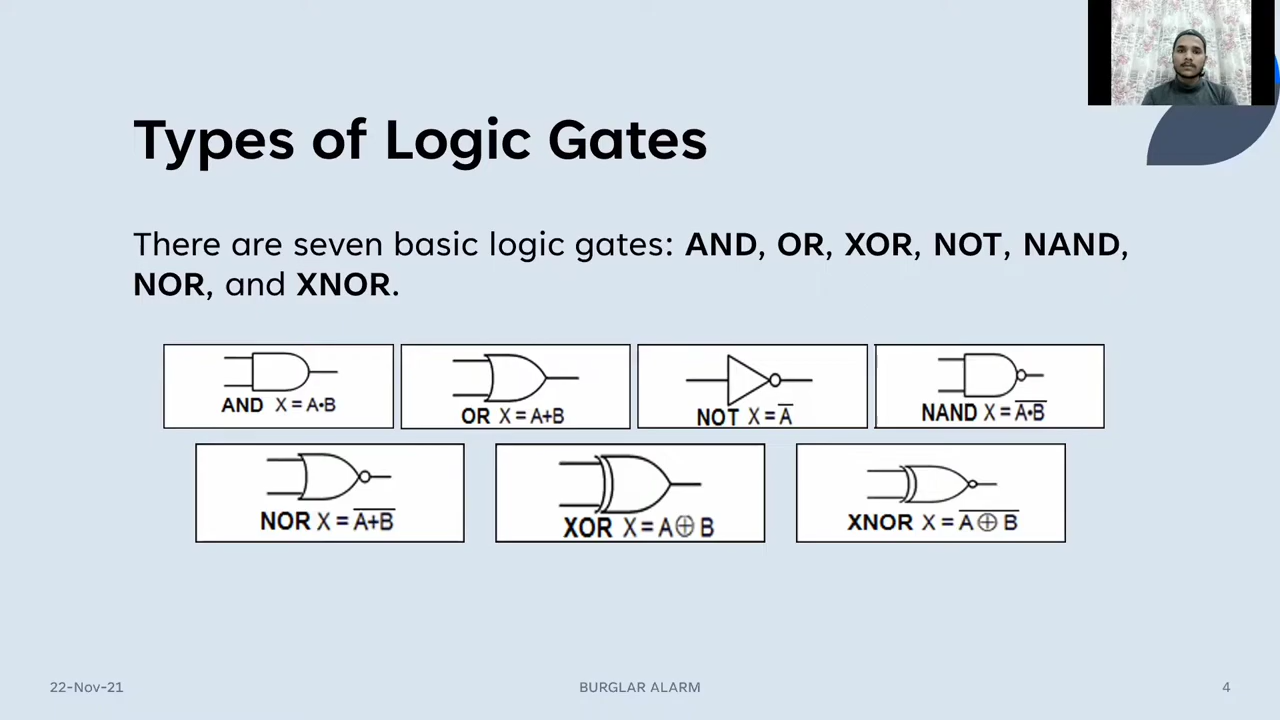 Types of Logic Gates
There are seven basic logic gates: AND, OR, XOR, NOT, NAND,
NOR, and XNOR.
AND X = A•B
OR X = A+B
NOT X = A̅
NAND X = A̅•̅B̅
NOR X = A̅+̅B̅
XOR X = A⊕B
XNOR X = A̅⊕̅B̅
22-Nov-21
BURGLAR ALARM
4